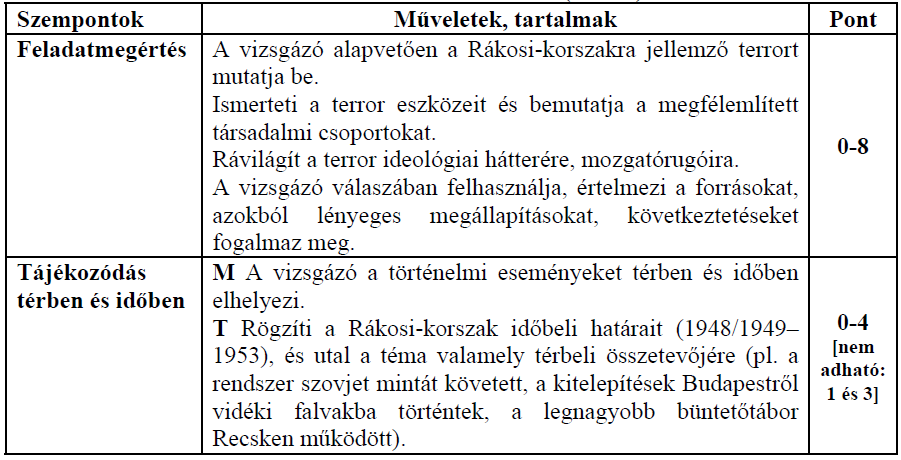 Szempontok Műveletek, tartalmak Pont
Feladatmegértés
A vizsgázó alapvetően a Rákosi-korszakra jellemző terrort
mutatja be.
Ismerteti a terror eszközeit és bemutatja a megfélemlített
társadalmi csoportokat.
Rávilágít a terror ideológiai hátterére, mozgatórugóira.
A vizsgázó válaszában felhasználja, értelmezi a forrásokat,
azokból lényeges megállapításokat, következtetéseket
fogalmaz meg.
0-8
Tájékozódás
térben és időben
M A vizsgázó a történelmi eseményeket térben és időben
elhelyezi.
T Rögzíti a Rákosi-korszak időbeli határait (1948/1949–
1953), és utal a téma valamely térbeli összetevőjére (pl. a
rendszer szovjet mintát követett, a kitelepítések Budapestről
vidéki falvakba történtek, a legnagyobb büntetőtábor
Recsken működött).
0-4
[nem
adható:
1 és 3]